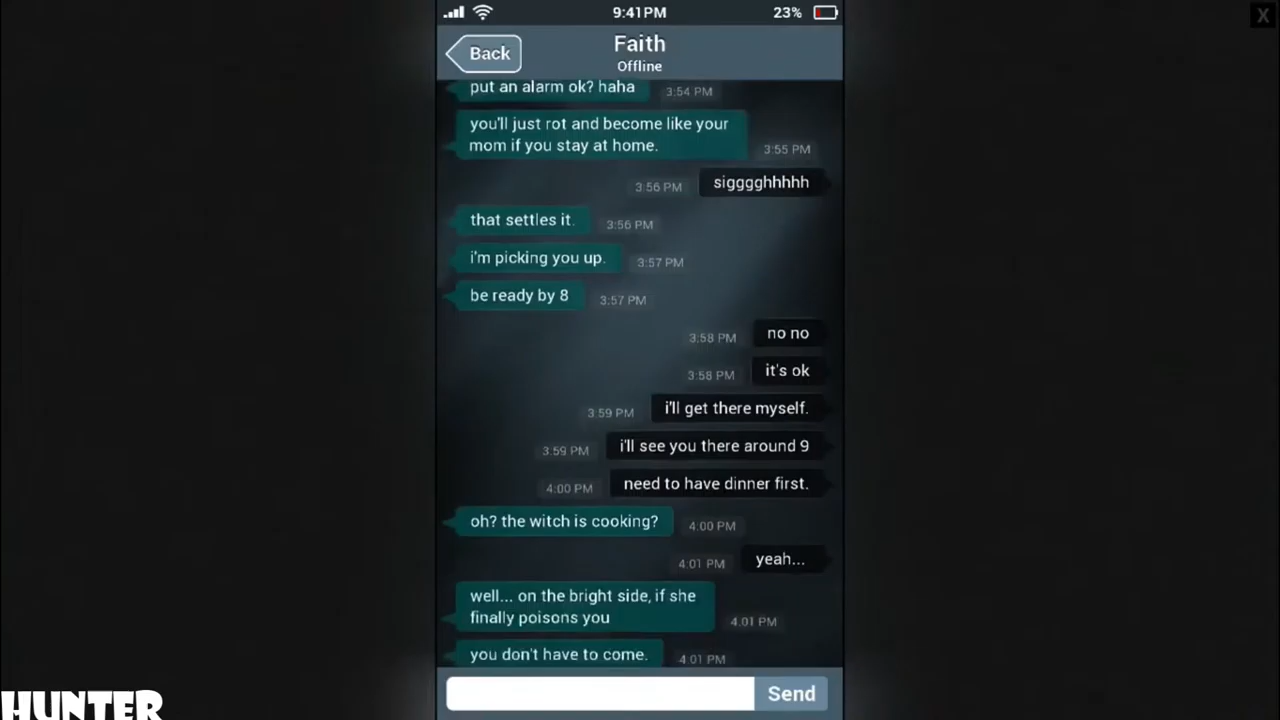 9:41PM 23%
X
Back
Faith
Offline
put an alarm ok? haha 3:54 PM
you'll just rot and become like your
mom if you stay at home. 3:55 PM
3:56 PM sigggghhhhh
that settles it. 3:56 PM
i'm picking you up. 3:57 PM
be ready by 8 3:57 PM
3:58 PM no no
3:58 PM it's ok
3:59 PM i'll get there myself.
3:59 PM i'll see you there around 9
4:00 PM need to have dinner first.
oh? the witch is cooking? 4:00 PM
4:01 PM yeah...
well... on the bright side, if she
finally poisons you 4:01 PM
you don't have to come. 4:01 PM
Send
HUNTER